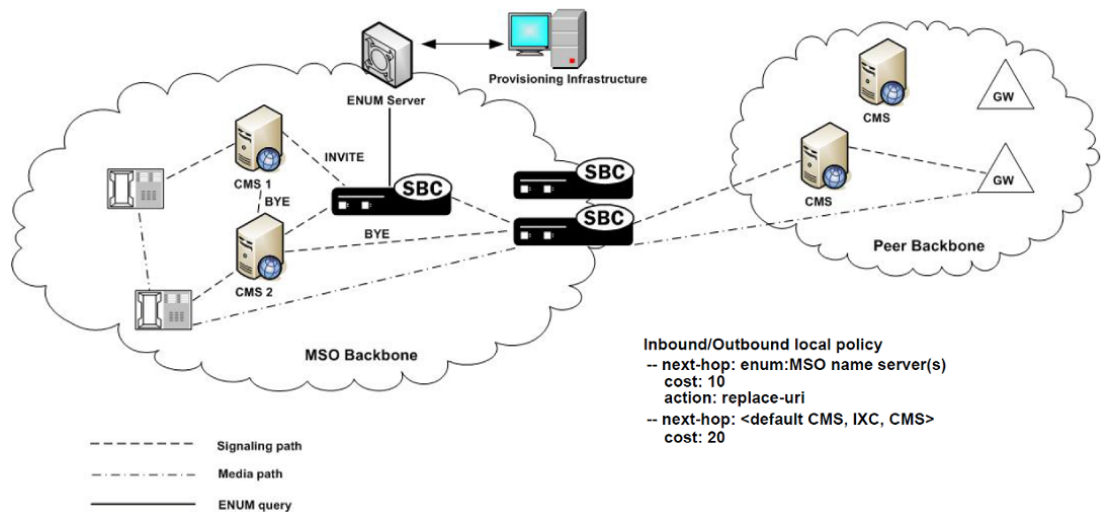 Provisioning Infrastructure
ENUM Server
CMS
GW
INVITE
SBC
CMS 1
BYE
SBC
CMS
GW
SBC
BYE
CMS 2
Peer Backbone
MSO Backbone
Inbound/Outbound local policy
-- next-hop: enum:MSO name server(s)
cost: 10
action: replace-uri
-- next-hop: <default CMS, IXC, CMS>
cost: 20
Signaling path
Media path
ENUM query